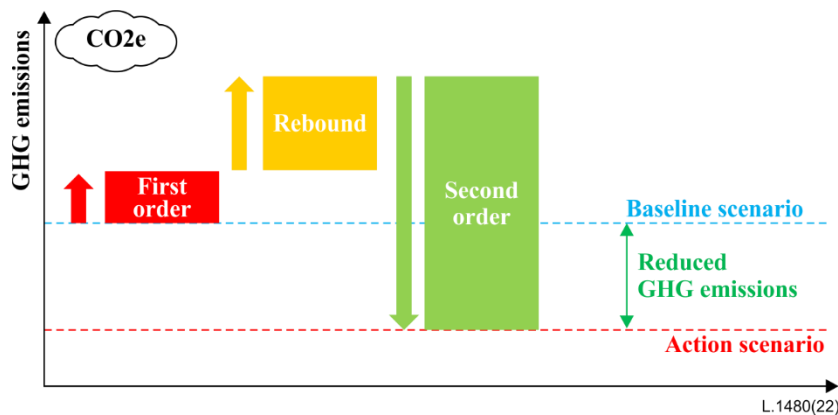 CO2e
GHG emissions
Rebound
First
order
Second
order
Baseline scenario
Reduced
GHG emissions
Action scenario
L.1480(22)